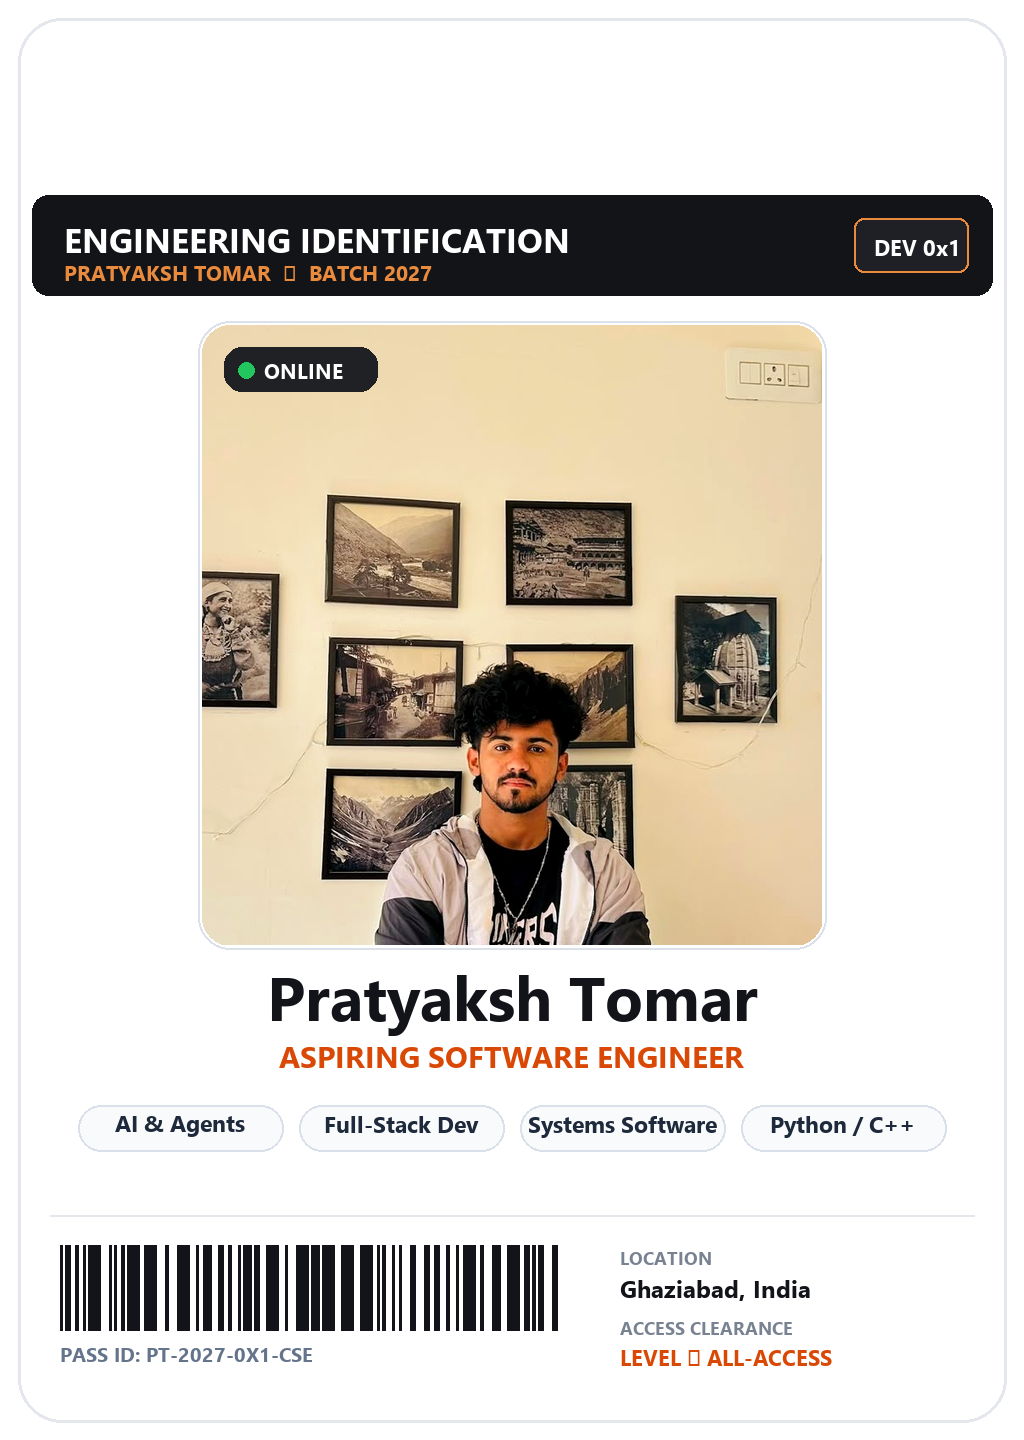 ENGINEERING IDENTIFICATION
PRATYAKSH TOMAR ▯ BATCH 2027
DEV 0x1
ONLINE
Pratyaksh Tomar
ASPIRING SOFTWARE ENGINEER
AI & Agents
Full-Stack Dev
Systems Software
Python / C++
LOCATION
Ghaziabad, India
ACCESS CLEARANCE
LEVEL ▯ ALL-ACCESS
PASS ID: PT-2027-0X1-CSE